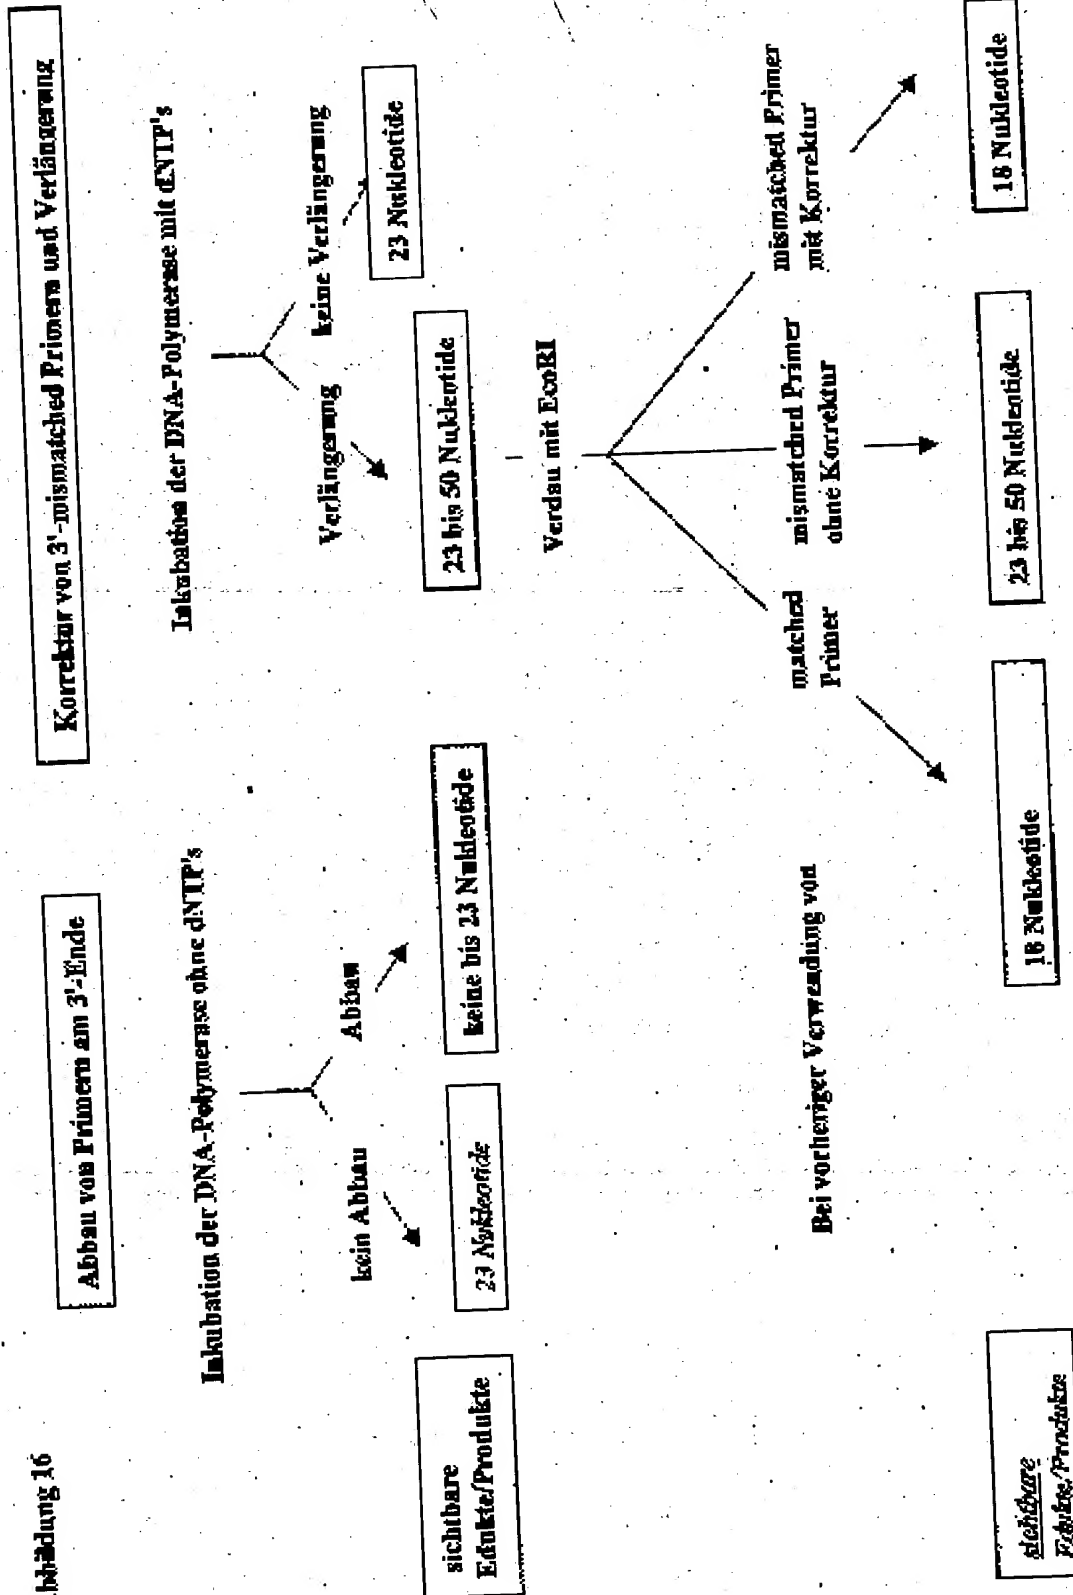 bbildung 16
Abbau von Primern am 3'-Ende
Korrektur von 3'-mismatched Primern und Verlängerung
Inkubation der DNA-Polymerase ohne dNTP's
Inkubation der DNA-Polymerase mit dNTP's
kein Abbau
Abbau
Verlängerung
keine Verlängerung
sichtbare
Edukte/Produkte
23 Nukleotide
keine bis 23 Nukleotide
23 bis 50 Nukleotide
23 Nukleotide
Verdau mit EcoRI
Bei vorheriger Verwendung von
matched
Primer
mismatched Primer
ohne Korrektur
mismatched Primer
mit Korrektur
sichtbare
Edukte/Produkte
18 Nukleotide
23 bis 50 Nukleotide
18 Nukleotide